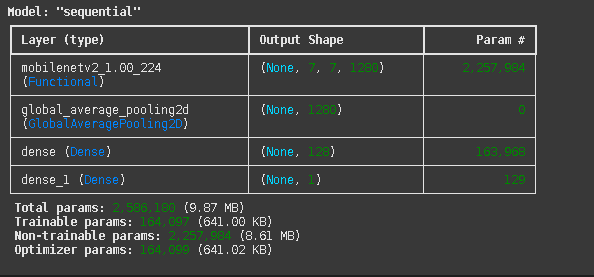 Model: "sequential"
Layer (type) Output Shape Param #
mobilenetv2_1.00_224 (None, 7, 7, 1280) 2,257,984
(Functional)
global_average_pooling2d (None, 1280) 0
(GlobalAveragePooling2D)
dense (Dense) (None, 128) 163,968
dense_1 (Dense) (None, 1) 129
Total params: 2,586,180 (9.87 MB)
Trainable params: 164,097 (641.00 KB)
Non-trainable params: 2,257,984 (8.61 MB)
Optimizer params: 164,099 (641.02 KB)